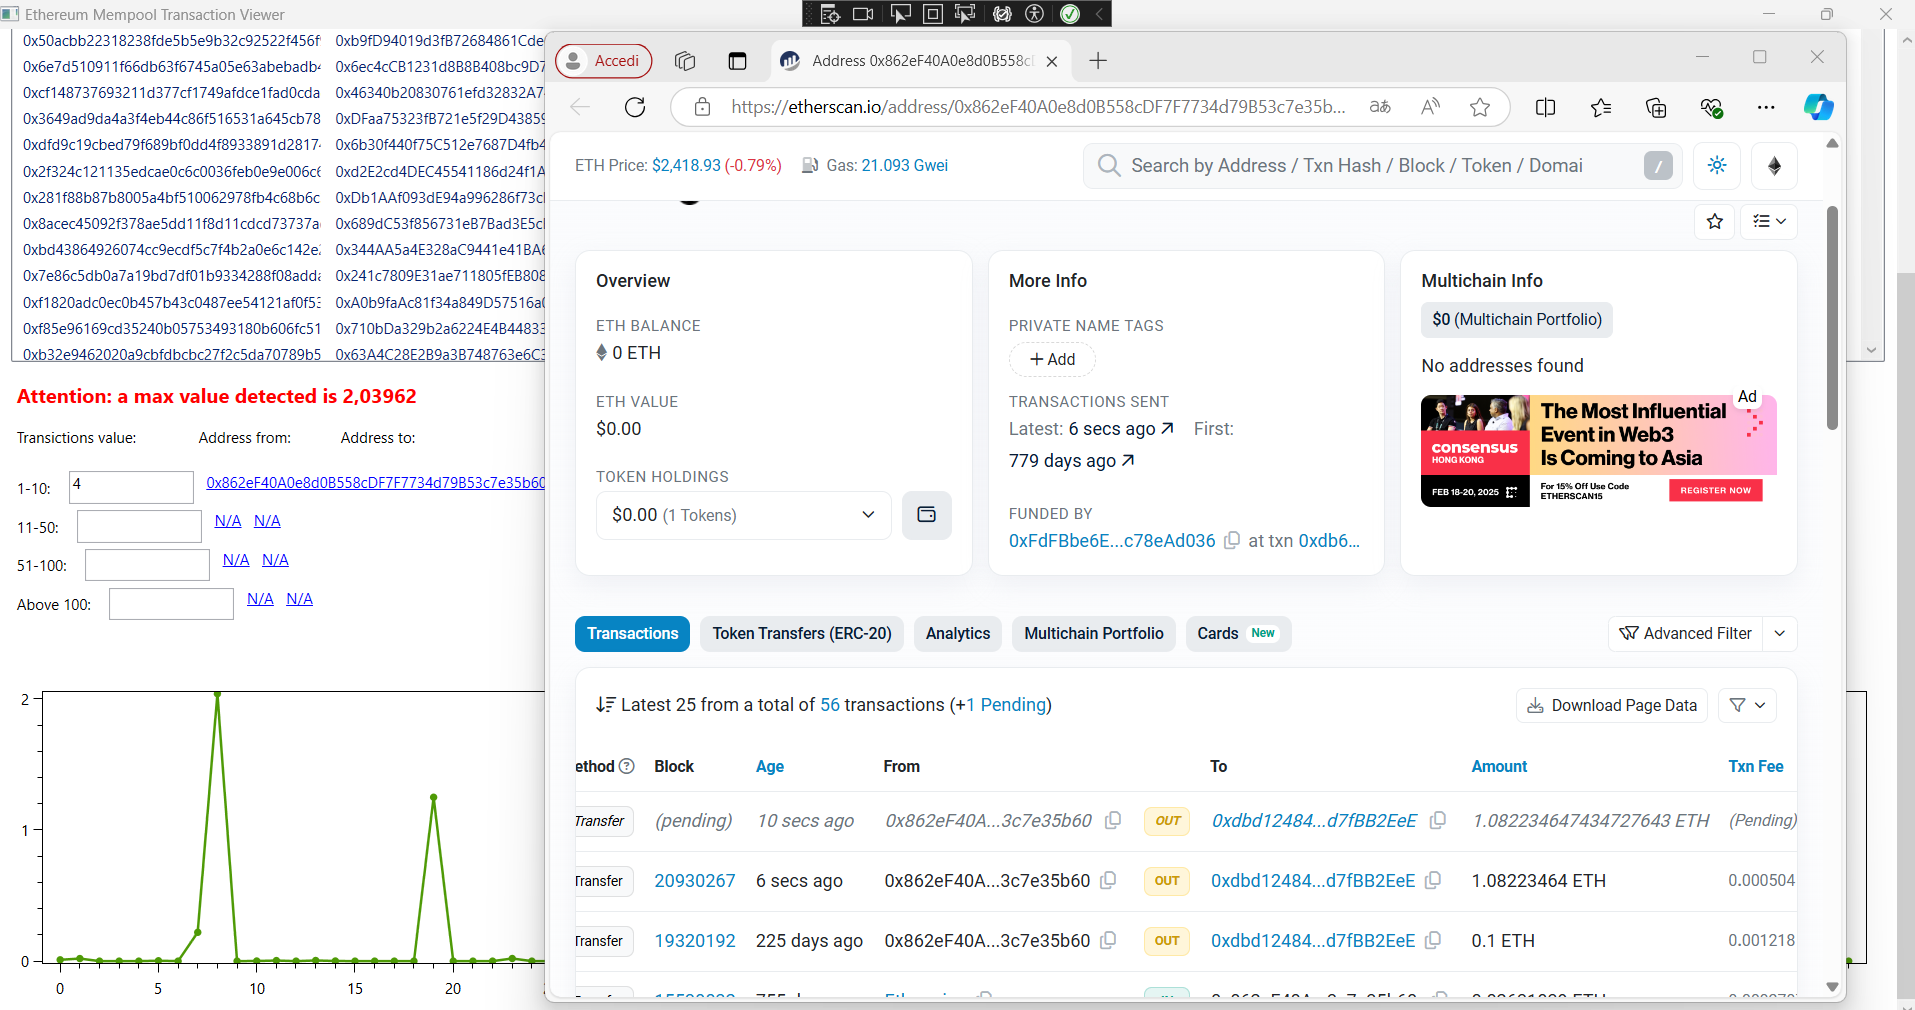 Ethereum Mempool Transaction Viewer
0x50acbb22318238fde5b5e9b32c92522f456f 0xb9fD94019d3fB72684861Cde
0x6e7d510911f66db63f6745a05e63abebadb 0x6ec4cCB1231d8B8B408bc9D7
0xcf148737693211d377cf1749afdce1fad0cda 0x46340b20830761efd32832A7
0x3649ad9da4a3f4eb44c86f516531a645cb78 0xDFaa75323fB721e5f29D43859
0xdfd9c19cbed79f689bf0dd4f8933891d2817 0x6b30f440f75C512e7687D4fb4
0x2f324c121135edcae0c6c0036feb0e9e006c 0xd2E2cd4DEC45541186d24f1A
0x281f88b87b8005a4bf510062978fb4c68b6c 0xDb1AAf093dE94a996286f73c
0x8acec45092f378ae5dd11f8d11cdcd73737a 0x689dC53f856731eB7Bad3E5c
0xbd43864926074cc9ecdf5c7f4b2a0e6c142e 0x344AA5a4E328aC9441e41BA
0x7e86c5db0a7a19bd7df01b9334288f08adda 0x241c7809E31ae711805fEB808
0xf1820adc0ec0b457b43c0487ee54121af0f53 0xA0b9faAc81f34a849D57516a
0xf85e96169cd35240b05753493180b606fc51 0x710bDa329b2a6224E4B44833
0xb32e9462020a9cbfdbcbc27f2c5da70789b5 0x63A4C28E2B9a3B748763e6C3
Attention: a max value detected is 2,03962
Transictions value: Address from: Address to:
1-10: 4 0x862eF40A0e8d0B558cDF7F7734d79B53c7e35b60
11-50: N/A N/A
51-100: N/A N/A
Above 100: N/A N/A
2
1
0
0 5 10 15 20
Accedi
Address 0x862eF40A0e8d0B558c
https://etherscan.io/address/0x862eF40A0e8d0B558cDF7F7734d79B53c7e35b...
ETH Price: $2,418.93 (-0.79%) Gas: 21.093 Gwei
Search by Address / Txn Hash / Block / Token / Domai
/
Overview
ETH BALANCE
0 ETH
ETH VALUE
$0.00
TOKEN HOLDINGS
$0.00 (1 Tokens)
More Info
PRIVATE NAME TAGS
+ Add
TRANSACTIONS SENT
Latest: 6 secs ago ↗ First:
779 days ago ↗
FUNDED BY
0xFdFBbe6E...c78eAd036 at txn 0xdb6...
Multichain Info
$0 (Multichain Portfolio)
No addresses found
Ad
consensus
HONG KONG
FEB 18-20, 2025
The Most Influential
Event in Web3
Is Coming to Asia
For 15% Off Use Code
ETHERSCAN15
REGISTER NOW
Transactions Token Transfers (ERC-20) Analytics Multichain Portfolio Cards New
Advanced Filter
Latest 25 from a total of 56 transactions (+1 Pending)
Download Page Data
ethod Block Age From To Amount Txn Fee
Transfer (pending) 10 secs ago 0x862eF40A...3c7e35b60 OUT 0xdbd12484...d7fBB2EeE 1.082234647434727643 ETH (Pending)
Transfer 20930267 6 secs ago 0x862eF40A...3c7e35b60 OUT 0xdbd12484...d7fBB2EeE 1.08223464 ETH 0.000504
Transfer 19320192 225 days ago 0x862eF40A...3c7e35b60 OUT 0xdbd12484...d7fBB2EeE 0.1 ETH 0.001218